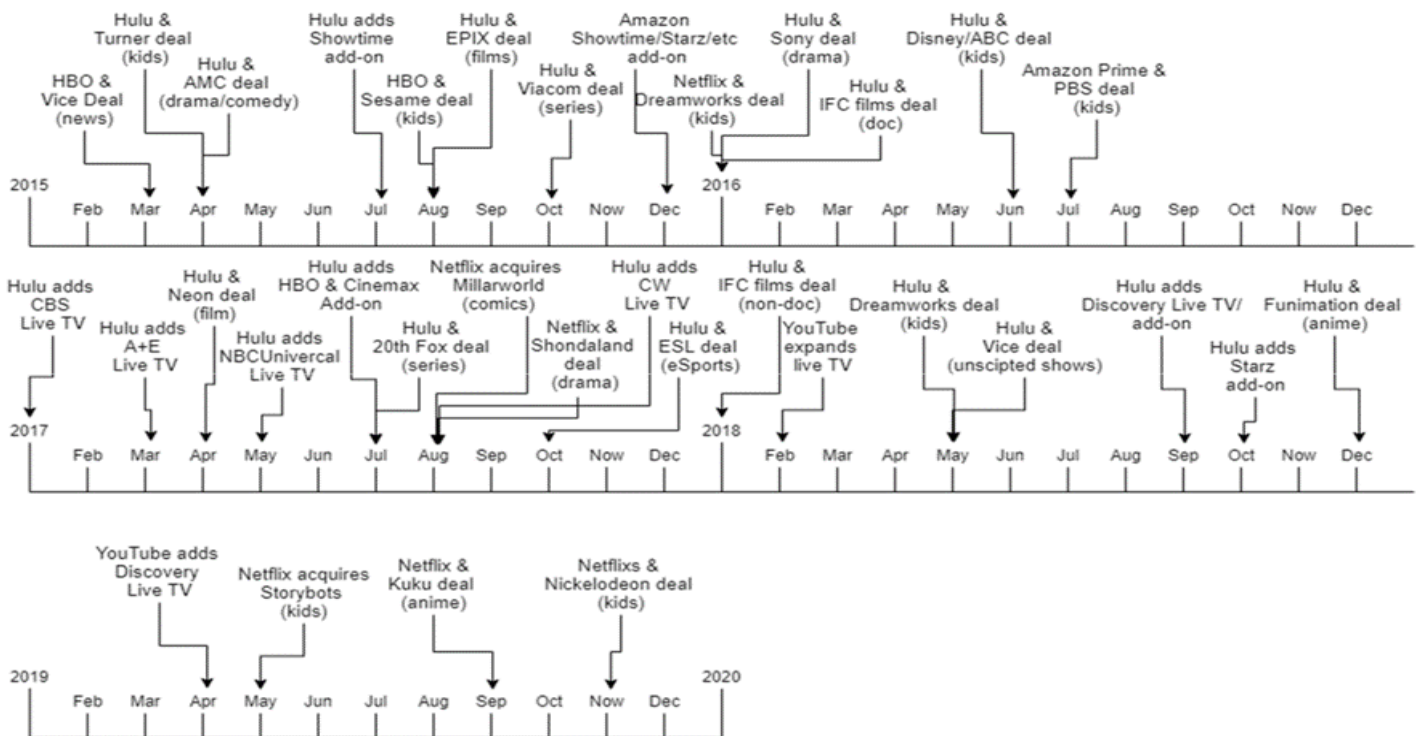 Hulu &
Turner deal
(kids)
HBO &
Vice Deal
(news)
Hulu &
AMC deal
(drama/comedy)
Hulu adds
Showtime
add-on
HBO &
Sesame deal
(kids)
Hulu &
EPIX deal
(films)
Hulu &
Viacom deal
(series)
Amazon
Showtime/Starz/etc
add-on
Netflix &
Dreamworks deal
(kids)
Hulu &
Sony deal
(drama)
Hulu &
IFC films deal
(doc)
Hulu &
Disney/ABC deal
(kids)
Amazon Prime &
PBS deal
(kids)
2015 Feb Mar Apr May Jun Jul Aug Sep Oct Now Dec 2016 Feb Mar Apr May Jun Jul Aug Sep Oct Now Dec
Hulu adds
CBS
Live TV
Hulu adds
A+E
Live TV
Hulu &
Neon deal
(film)
Hulu adds
NBCUnivercal
Live TV
Hulu adds
HBO & Cinemax
Add-on
Hulu &
20th Fox deal
(series)
Netflix acquires
Millarworld
(comics)
Netflix &
Shondaland
deal
(drama)
Hulu adds
CW
Live TV
Hulu &
ESL deal
(eSports)
Hulu &
IFC films deal
(non-doc)
YouTube
expands
live TV
Hulu &
Dreamworks deal
(kids)
Hulu &
Vice deal
(unscipted shows)
Hulu adds
Discovery Live TV/
add-on
Hulu adds
Starz
add-on
Hulu &
Funimation deal
(anime)
2017 Feb Mar Apr May Jun Jul Aug Sep Oct Now Dec 2018 Feb Mar Apr May Jun Jul Aug Sep Oct Now Dec
YouTube adds
Discovery
Live TV
Netflix acquires
Storybots
(kids)
Netflix &
Kuku deal
(anime)
Netflixs &
Nickelodeon deal
(kids)
2019 Feb Mar Apr May Jun Jul Aug Sep Oct Now Dec 2020